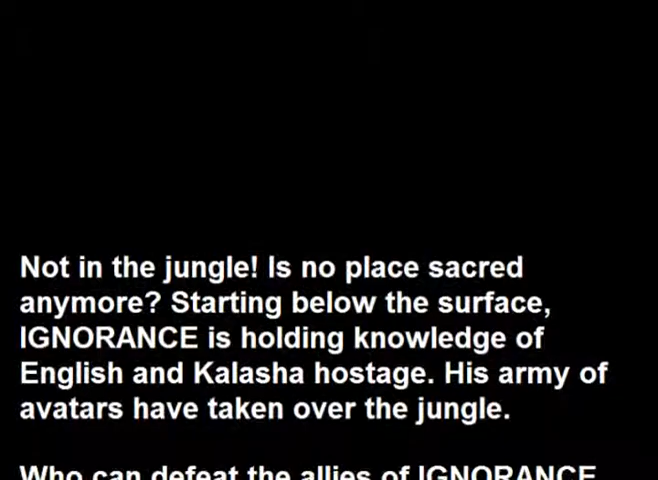 Not in the jungle! Is no place sacred
anymore? Starting below the surface,
IGNORANCE is holding knowledge of
English and Kalasha hostage. His army of
avatars have taken over the jungle.
Who can defeat the allies of IGNORANCE